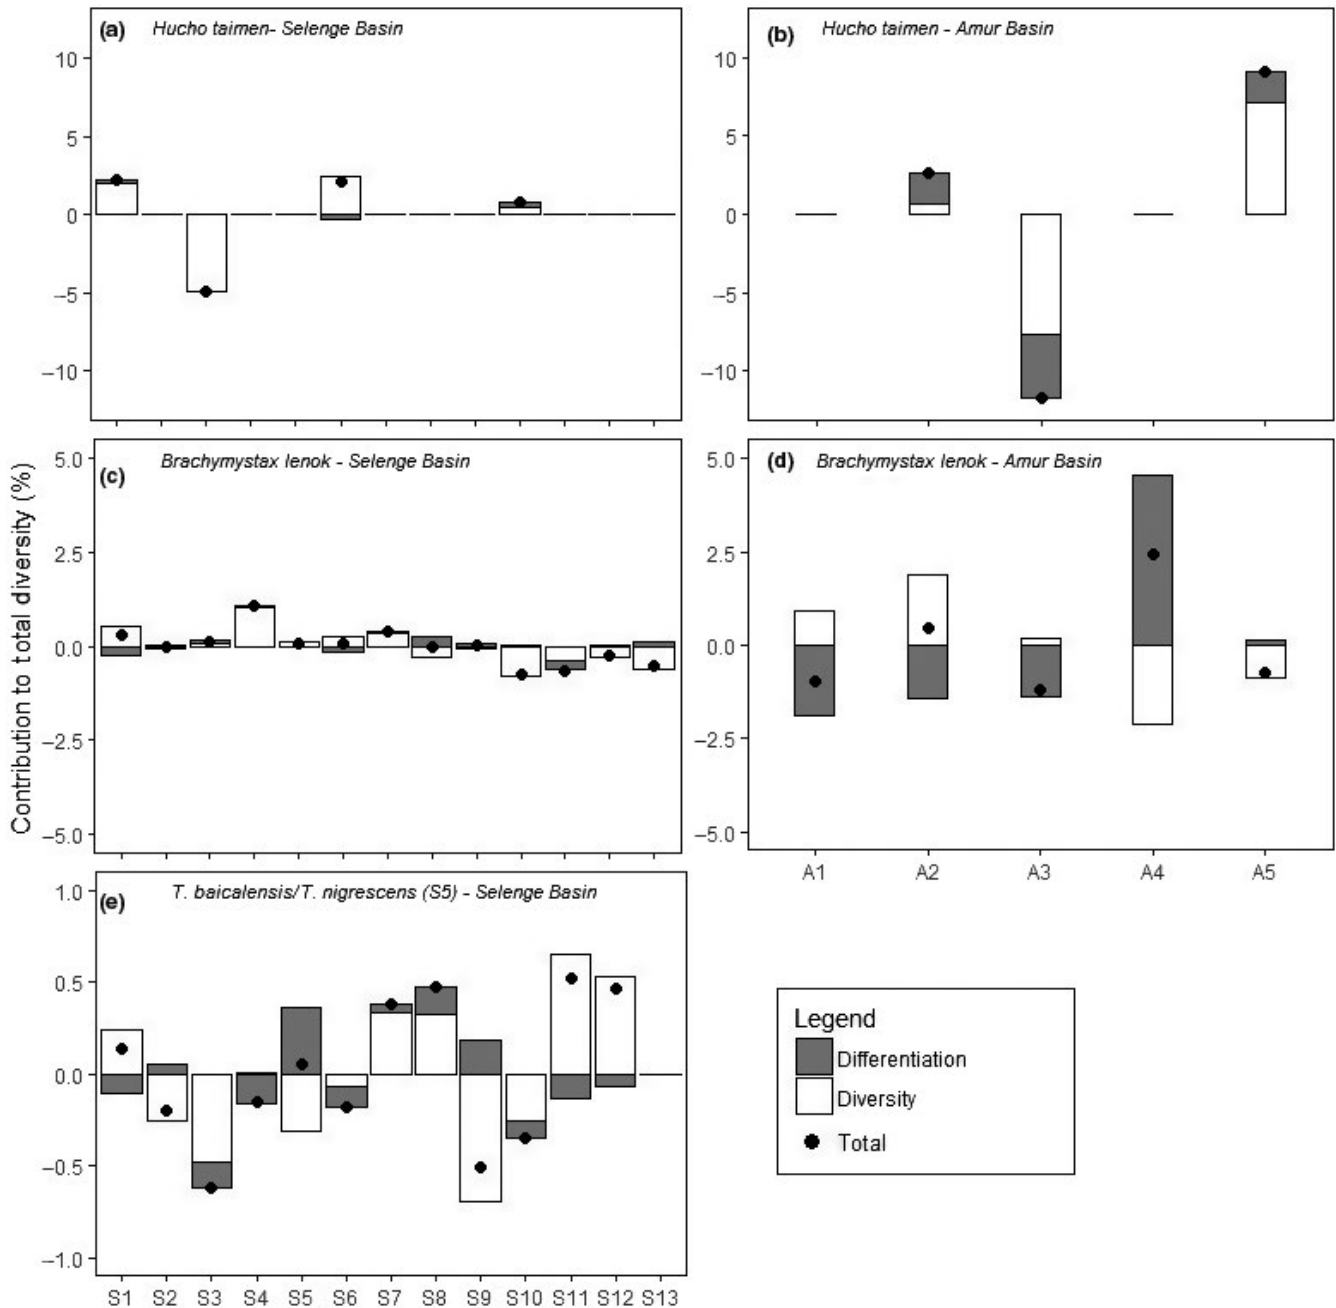 (a) Hucho taimen- Selenge Basin
10
5
0
−5
−10
(b) Hucho taimen - Amur Basin
10
5
0
−5
−10
Contribution to total diversity (%)
(c) Brachymystax lenok - Selenge Basin
5.0
2.5
0.0
−2.5
−5.0
(d) Brachymystax lenok - Amur Basin
5.0
2.5
0.0
−2.5
−5.0
A1 A2 A3 A4 A5
(e) T. baicalensis/T. nigrescens (S5) - Selenge Basin
1.0
0.5
0.0
−0.5
−1.0
S1 S2 S3 S4 S5 S6 S7 S8 S9 S10 S11 S12 S13
Legend
Differentiation
Diversity
Total